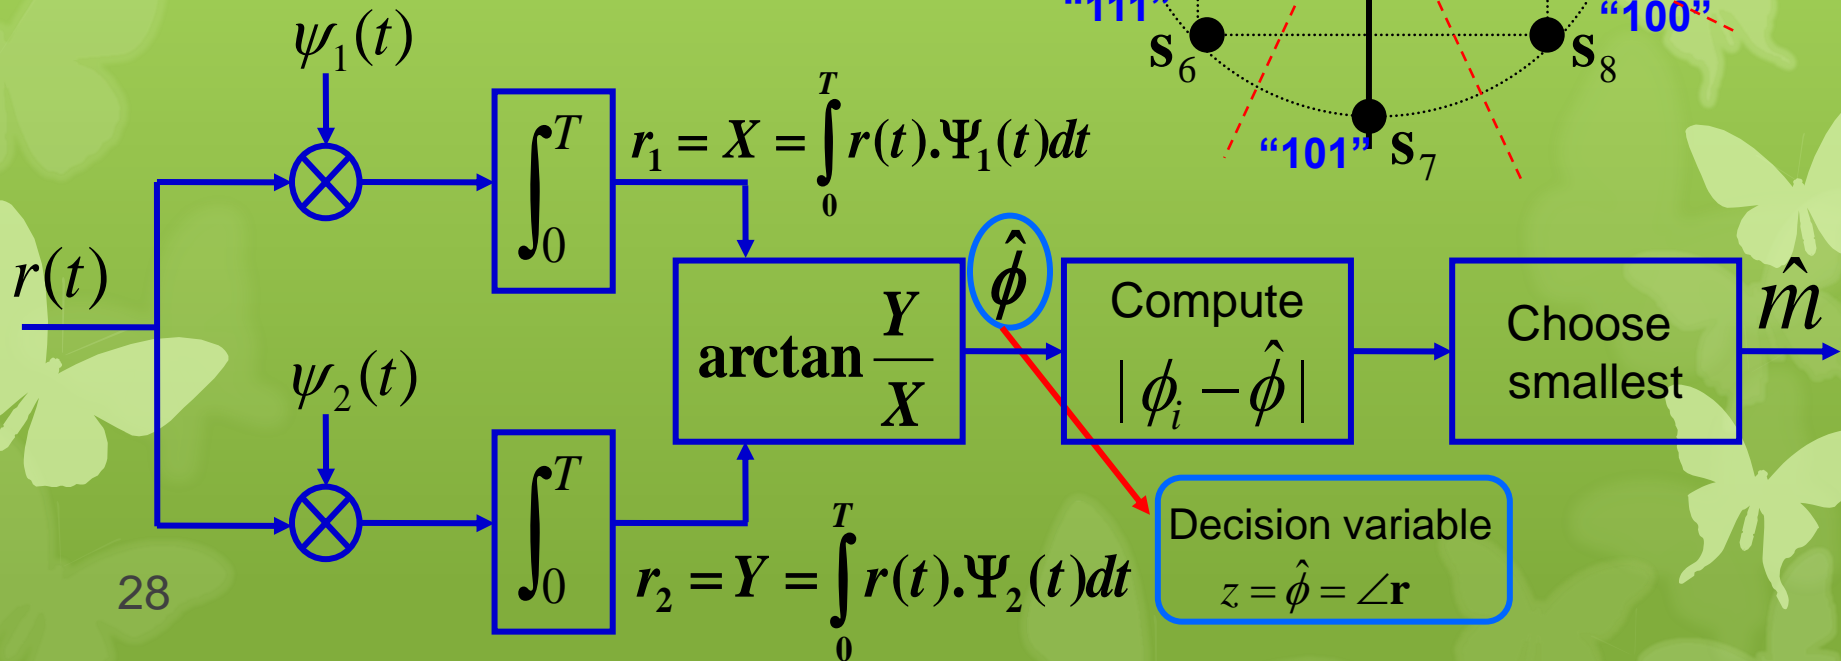 “111”
“100”
s₆
s₈
“101”
s₇
ψ₁(t)
∫₀ᵀ
r₁ = X = ∫₀ᵀ r(t).Ψ₁(t)dt
r(t)
arctan Y/X
φ̂
Compute
| φᵢ − φ̂ |
Choose
smallest
m̂
ψ₂(t)
∫₀ᵀ
r₂ = Y = ∫₀ᵀ r(t).Ψ₂(t)dt
Decision variable
z = φ̂ = ∠r
28